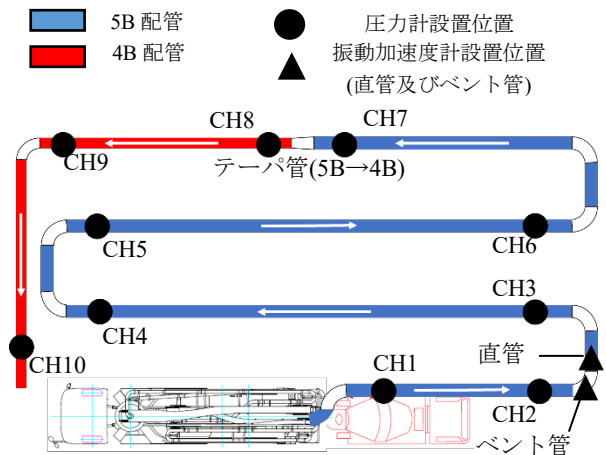 5B 配管
4B 配管
圧力計設置位置
振動加速度計設置位置
(直管及びベント管)
CH8
CH7
CH9
テーパ管(5B→4B)
CH5
CH6
CH3
CH4
直管
CH10
CH1
CH2
ベント管